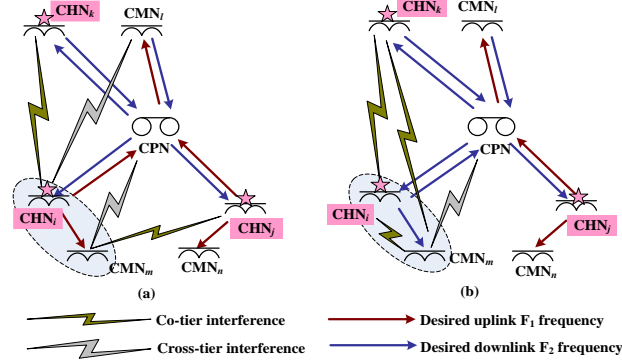 CHNk
CMNl
CPN
CHNi
CHNj
CMNm
CMNn
(a)
CHNk
CMNl
CPN
CHNi
CHNj
CMNm
CMNn
(b)
Co-tier interference
Cross-tier interference
Desired uplink F1 frequency
Desired downlink F2 frequency